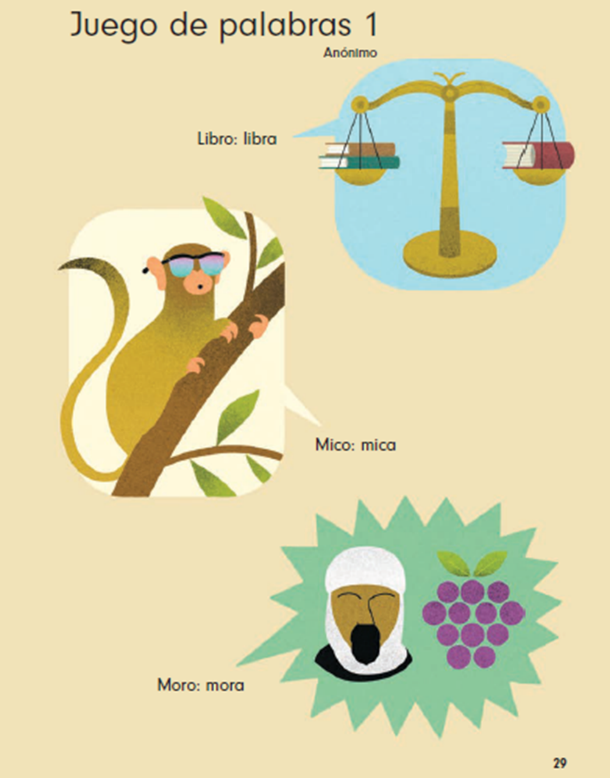 Juego de palabras 1
Anónimo
Libro: libra
Mico: mica
Moro: mora
29